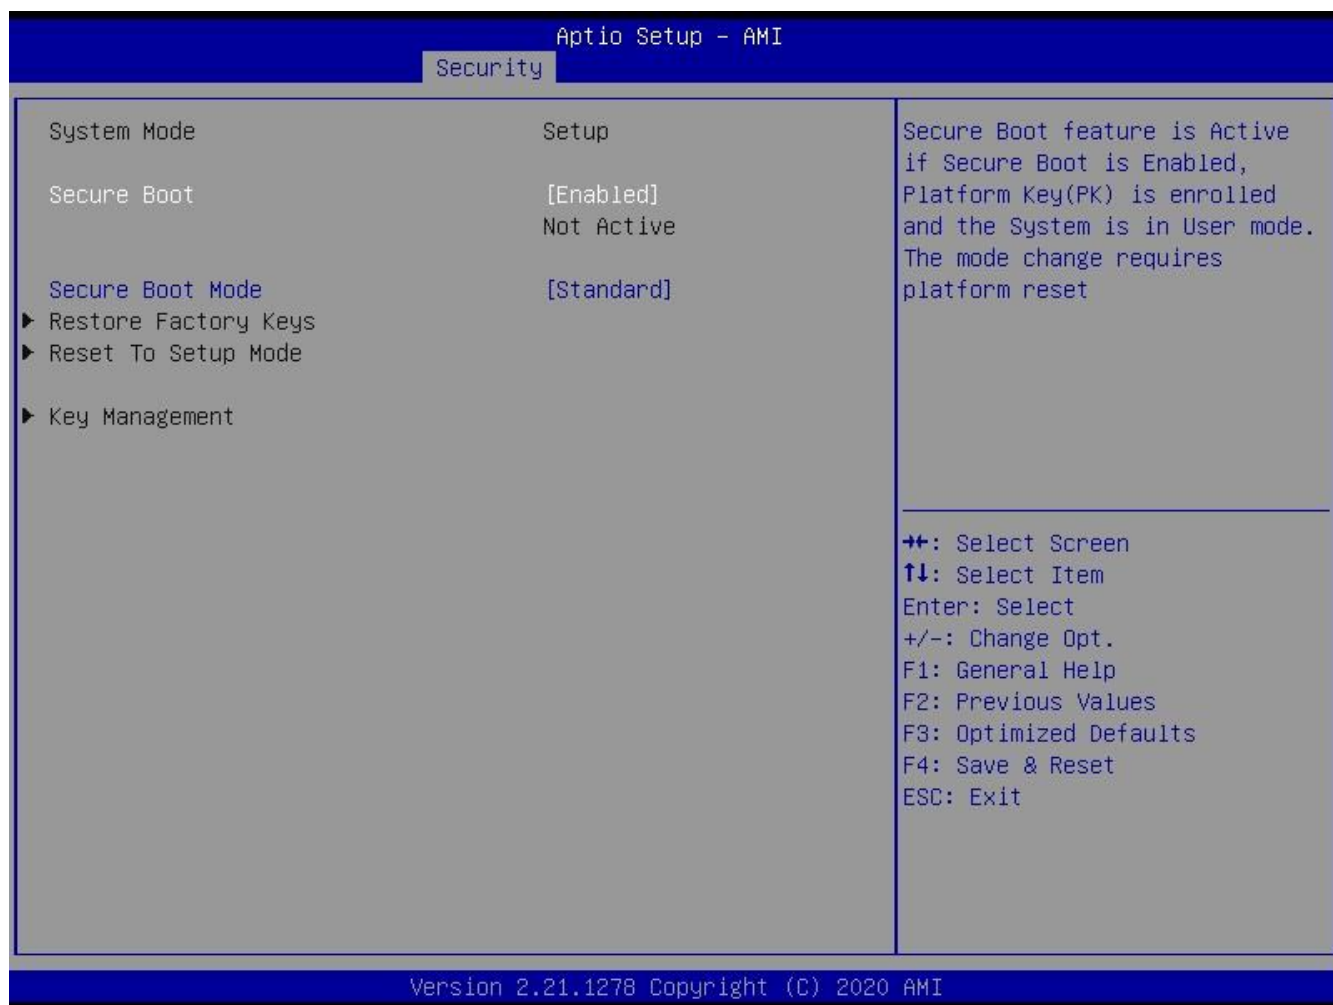 Aptio Setup – AMI
Security
System Mode Setup
Secure Boot [Enabled]
Not Active
Secure Boot Mode [Standard]
▶ Restore Factory Keys
▶ Reset To Setup Mode
▶ Key Management
Secure Boot feature is Active
if Secure Boot is Enabled,
Platform Key(PK) is enrolled
and the System is in User mode.
The mode change requires
platform reset
→←: Select Screen
↑↓: Select Item
Enter: Select
+/-: Change Opt.
F1: General Help
F2: Previous Values
F3: Optimized Defaults
F4: Save & Reset
ESC: Exit
Version 2.21.1278 Copyright (C) 2020 AMI